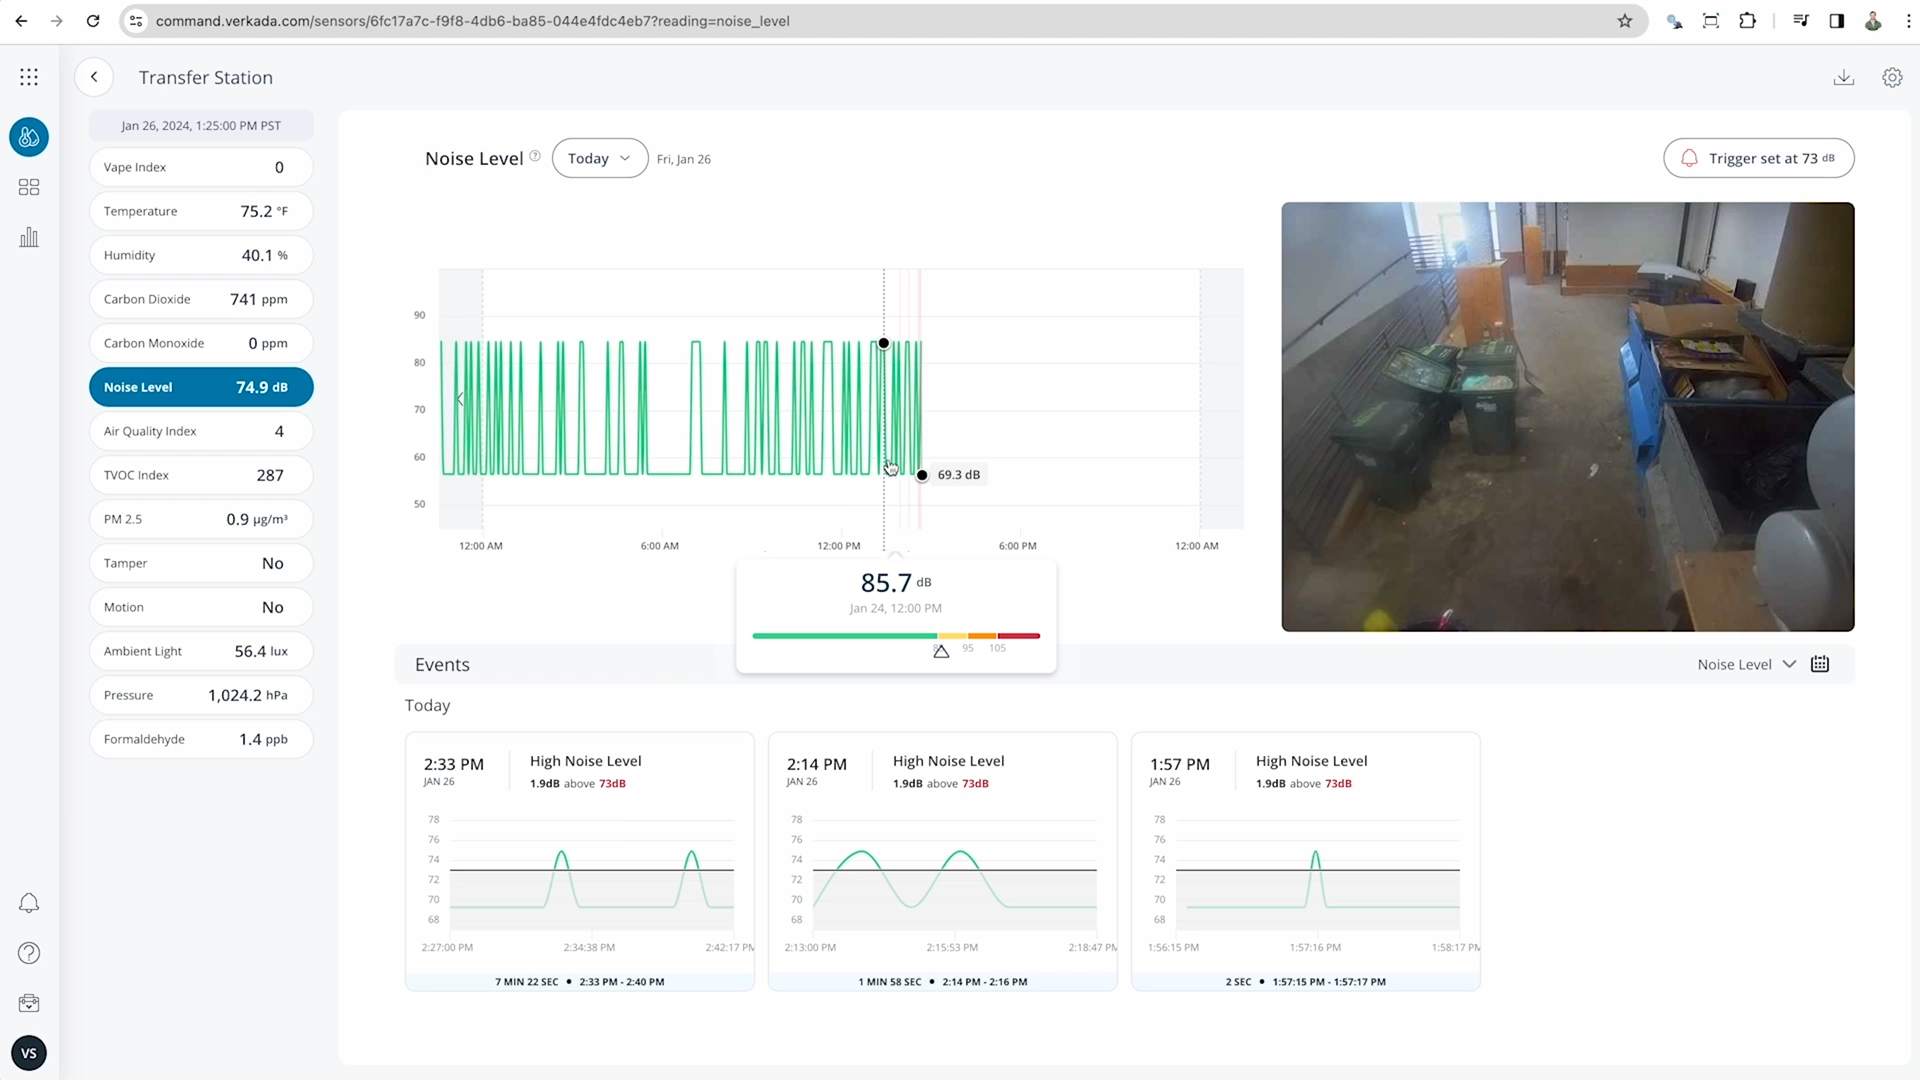 command.verkada.com/sensors/6fc17a7c-f9f8-4db6-ba85-044e4fdc4eb7?reading=noise_level
Transfer Station
Jan 26, 2024, 1:25:00 PM PST
Vape Index 0
Temperature 75.2 °F
Humidity 40.1 %
Carbon Dioxide 741 ppm
Carbon Monoxide 0 ppm
Noise Level 74.9 dB
Air Quality Index 4
TVOC Index 287
PM 2.5 0.9 µg/m³
Tamper No
Motion No
Ambient Light 56.4 lux
Pressure 1,024.2 hPa
Formaldehyde 1.4 ppb
VS
Noise Level ? Today Fri, Jan 26
Trigger set at 73 dB
90
80
70
60
50
69.3 dB
12:00 AM 6:00 AM 12:00 PM 6:00 PM 12:00 AM
85.7 dB
Jan 24, 12:00 PM
95 105
Events
Noise Level
Today
2:33 PM High Noise Level
JAN 26 1.9dB above 73dB
78
76
74
72
70
68
2:27:00 PM 2:34:38 PM 2:42:17 PM
7 MIN 22 SEC • 2:33 PM - 2:40 PM
2:14 PM High Noise Level
JAN 26 1.9dB above 73dB
78
76
74
72
70
68
2:13:00 PM 2:15:53 PM 2:18:47 PM
1 MIN 58 SEC • 2:14 PM - 2:16 PM
1:57 PM High Noise Level
JAN 26 1.9dB above 73dB
78
76
74
72
70
68
1:56:15 PM 1:57:16 PM 1:58:17 PM
2 SEC • 1:57:15 PM - 1:57:17 PM